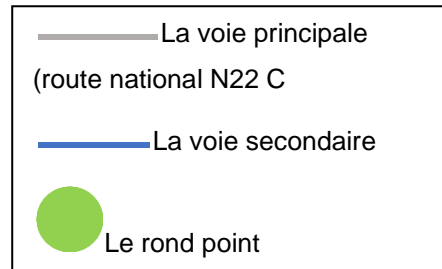 La voie principale
(route national N22 C
La voie secondaire
Le rond point